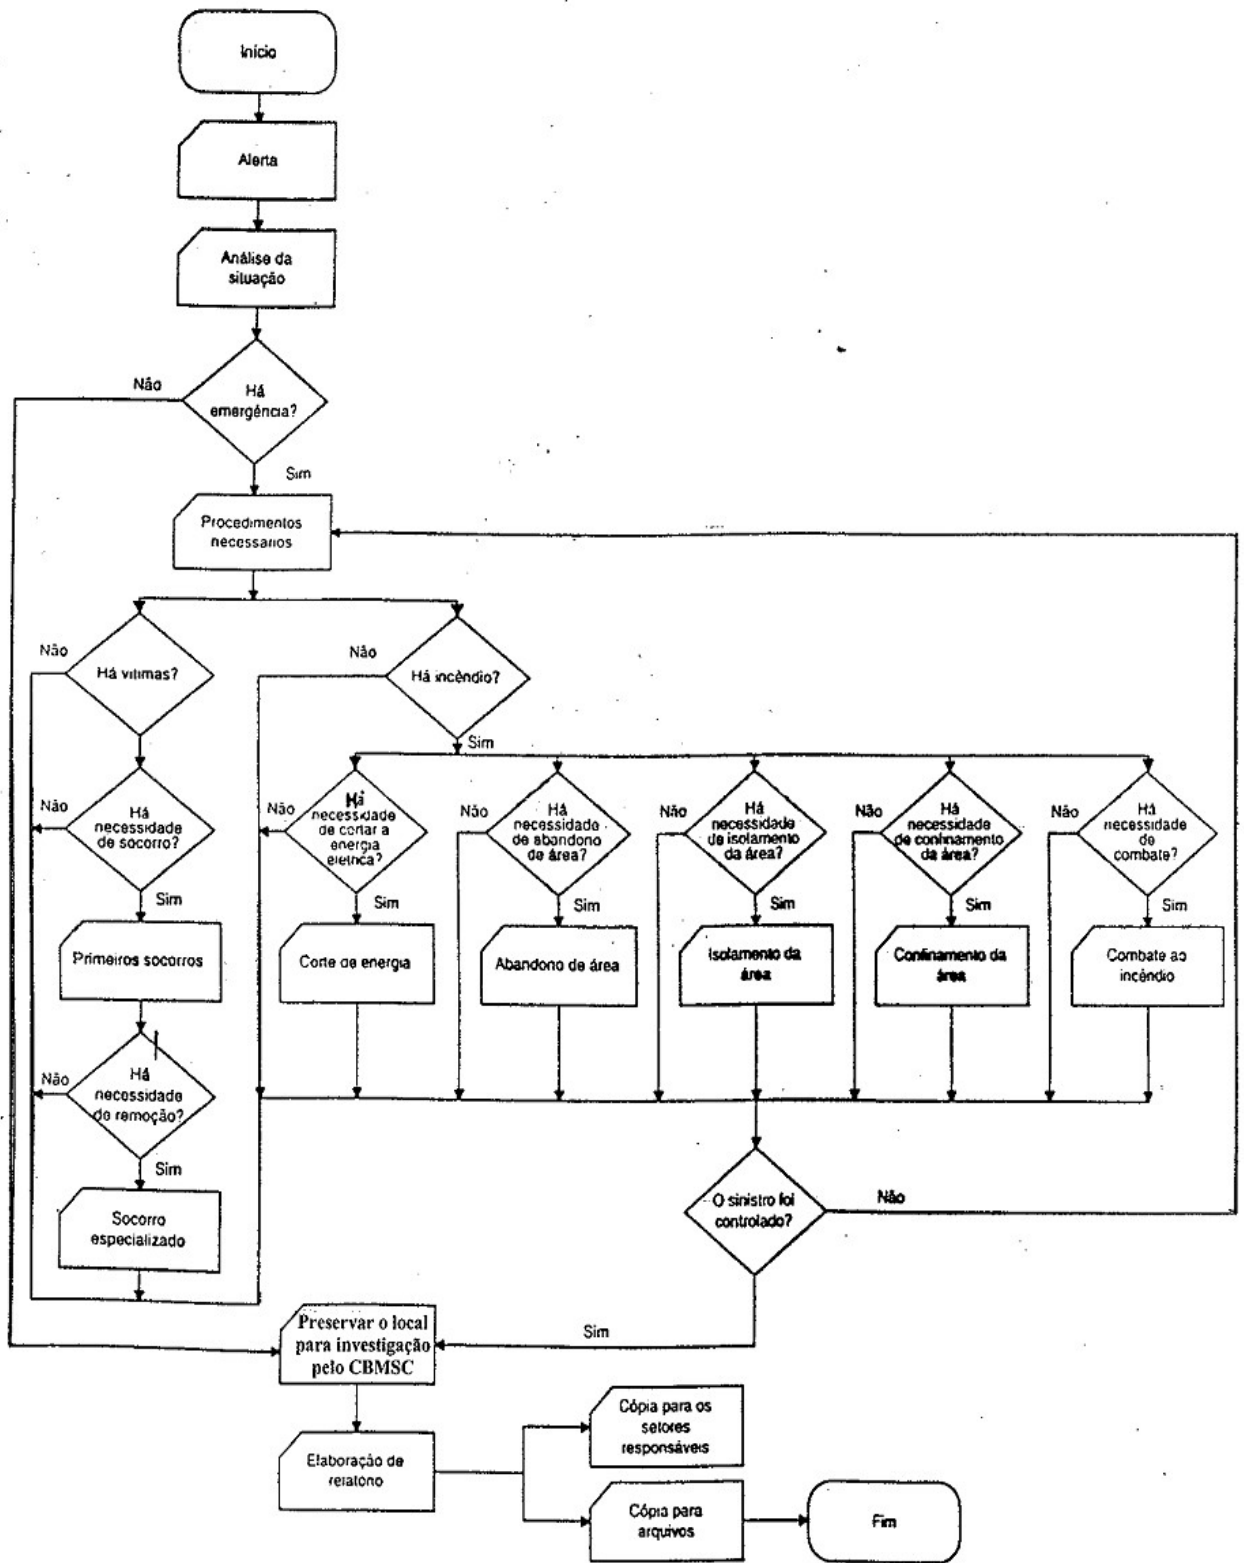 Início
Alerta
Análise da
situação
Não
Há
emergência?
Sim
Procedimentos
necessários
Não
Há vítimas?
Não
Há incêndio?
Sim
Não
Há
necessidade
de socorro?
Sim
Primeiros socorros
Não
Há
necessidade
de remoção?
Sim
Socorro
especializado
Não
Há
necessidade
de cortar a
energia
elétrica?
Sim
Corte de energia
Não
Há
necessidade
de abandono
de área?
Sim
Abandono de área
Não
Há
necessidade
de isolamento
da área?
Sim
Isolamento da
área
Não
Há
necessidade
de confinamento
da área?
Sim
Confinamento da
área
Não
Há
necessidade
de
combate?
Sim
Combate ao
incêndio
O sinistro foi
controlado?
Não
Sim
Preservar o local
para investigação
pelo CBMSC
Elaboração de
relatório
Cópia para os
setores
responsáveis
Cópia para
arquivos
Fim